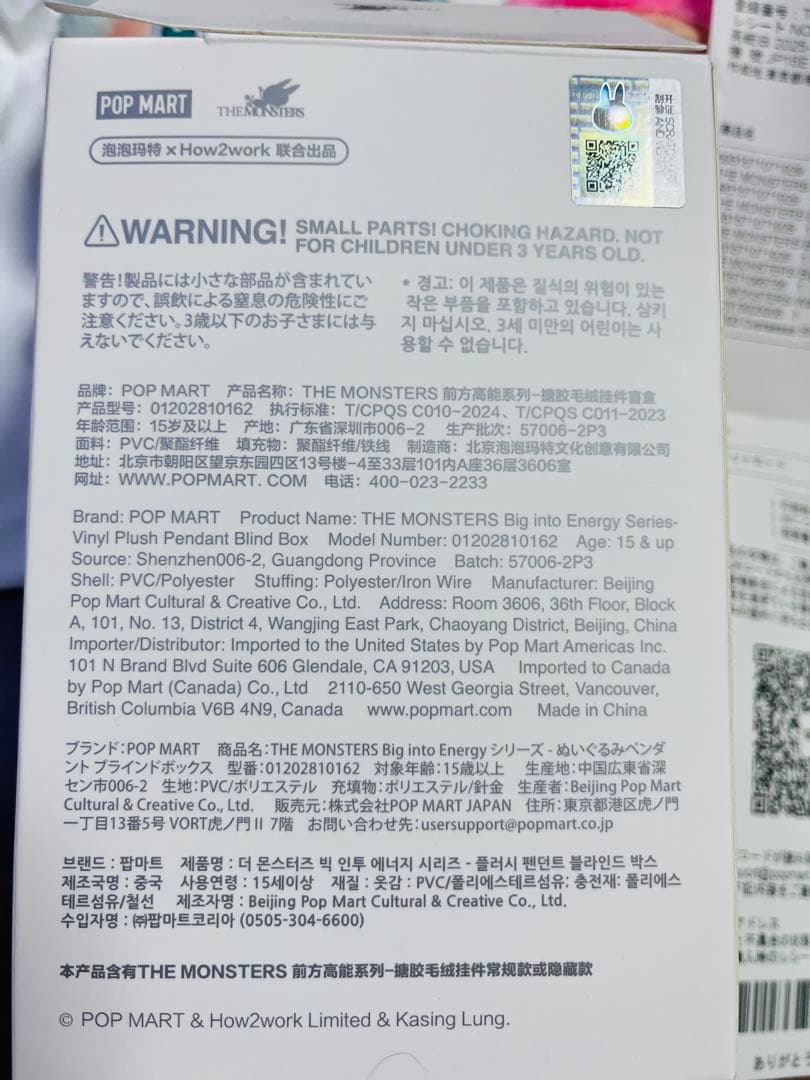 POP MART THE MONSTERS
泡泡玛特×How2work 联合出品
WARNING! SMALL PARTS! CHOKING HAZARD. NOT
FOR CHILDREN UNDER 3 YEARS OLD.
警告!製品には小さな部品が含まれてい
ますので、誤飲による窒息の危険性にご
注意ください。3歳以下のお子さまには与
えないでください。
* 경고: 이 제품은 질식의 위험이 있는
작은 부품을 포함하고 있습니다. 삼키
지 마십시오. 3세 미만의 어린이는 사
용할 수 없습니다.
品牌：POP MART 产品名称：THE MONSTERS 前方高能系列-搪胶毛绒挂件盲盒
产品型号：01202810162 执行标准：T/CPQS C010-2024、T/CPQS C011-2023
年龄范围：15岁及以上 产地：广东省深圳市006-2 生产批次：57006-2P3
面料：PVC/聚酯纤维 填充物：聚酯纤维/铁线 制造商：北京泡泡玛特文化创意有限公司
地址：北京市朝阳区望京东园四区13号楼-4至33层101内A座36层3606室
网址：WWW.POPMART.COM 电话：400-023-2233
Brand: POP MART Product Name: THE MONSTERS Big into Energy Series-
Vinyl Plush Pendant Blind Box Model Number: 01202810162 Age: 15 & up
Source: Shenzhen006-2, Guangdong Province Batch: 57006-2P3
Shell: PVC/Polyester Stuffing: Polyester/Iron Wire Manufacturer: Beijing
Pop Mart Cultural & Creative Co., Ltd. Address: Room 3606, 36th Floor, Block
A, 101, No. 13, District 4, Wangjing East Park, Chaoyang District, Beijing, China
Importer/Distributor: Imported to the United States by Pop Mart Americas Inc.
101 N Brand Blvd Suite 606 Glendale, CA 91203, USA Imported to Canada
by Pop Mart (Canada) Co., Ltd 2110-650 West Georgia Street, Vancouver,
British Columbia V6B 4N9, Canada www.popmart.com Made in China
ブランド：POP MART 商品名：THE MONSTERS Big into Energy シリーズ - ぬいぐるみペンダ
ント ブラインドボックス 型番：01202810162 対象年齢：15歳以上 生産地：中国広東省深
セン市006-2 生地：PVC/ポリエステル 充填物：ポリエステル/針金 生産者：Beijing Pop Mart
Cultural & Creative Co., Ltd. 販売元：株式会社POP MART JAPAN 住所：東京都港区虎ノ門
一丁目13番5号 VORT虎ノ門Ⅱ 7階 お問い合わせ先：usersupport@popmart.co.jp
브랜드 : 팝마트 제품명 : 더 몬스터즈 빅 인투 에너지 시리즈 - 플러시 펜던트 블라인드 박스
제조국명 : 중국 사용연령 : 15세이상 재질 : 옷감 : PVC/폴리에스테르섬유; 충전재: 폴리에스
테르섬유/철선 제조자명 : Beijing Pop Mart Cultural & Creative Co., Ltd.
수입자명 : ㈜팝마트코리아 (0505-304-6600)
本产品含有THE MONSTERS 前方高能系列-搪胶毛绒挂件常规款或隐藏款
© POP MART & How2work Limited & Kasing Lung.